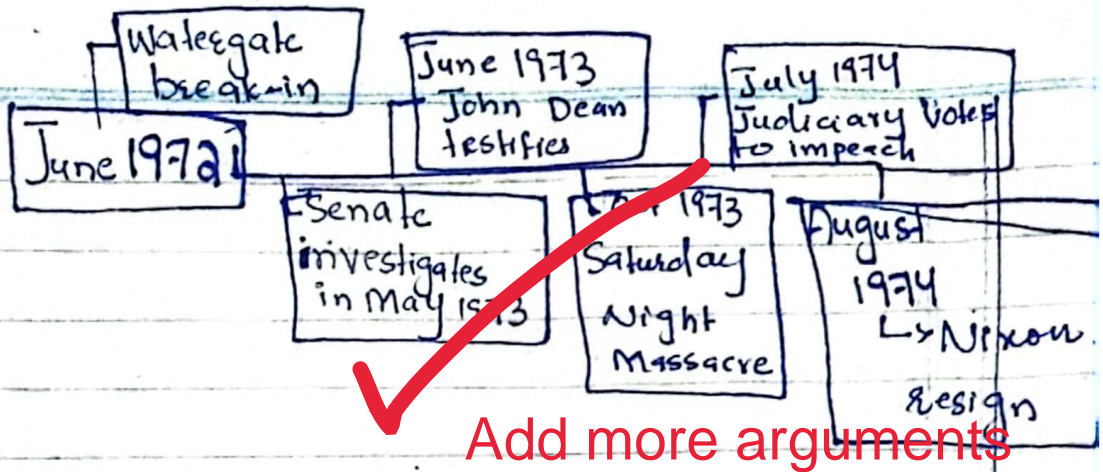 Watergate
break-in
June 1972
June 1973
John Dean
testifies
July 1974
Judiciary Votes
to impeach
Senate
investigates
in May 1973
1973
Saturday
Night
Massacre
August
1974
↳ Nixon
resign
Add more arguments